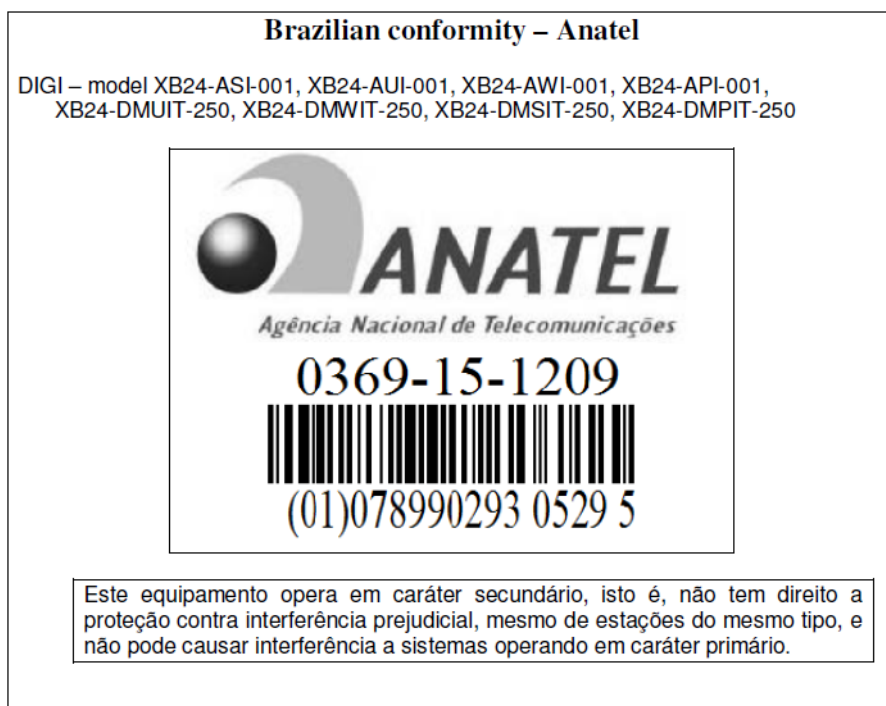 Brazilian conformity – Anatel
DIGI – model XB24-ASI-001, XB24-AUI-001, XB24-AWI-001, XB24-API-001,
XB24-DMUIT-250, XB24-DMWIT-250, XB24-DMSIT-250, XB24-DMPIT-250
ANATEL
Agência Nacional de Telecomunicações
0369-15-1209
(01)078990293 0529 5
Este equipamento opera em caráter secundário, isto é, não tem direito a
proteção contra interferência prejudicial, mesmo de estações do mesmo tipo, e
não pode causar interferência a sistemas operando em caráter primário.